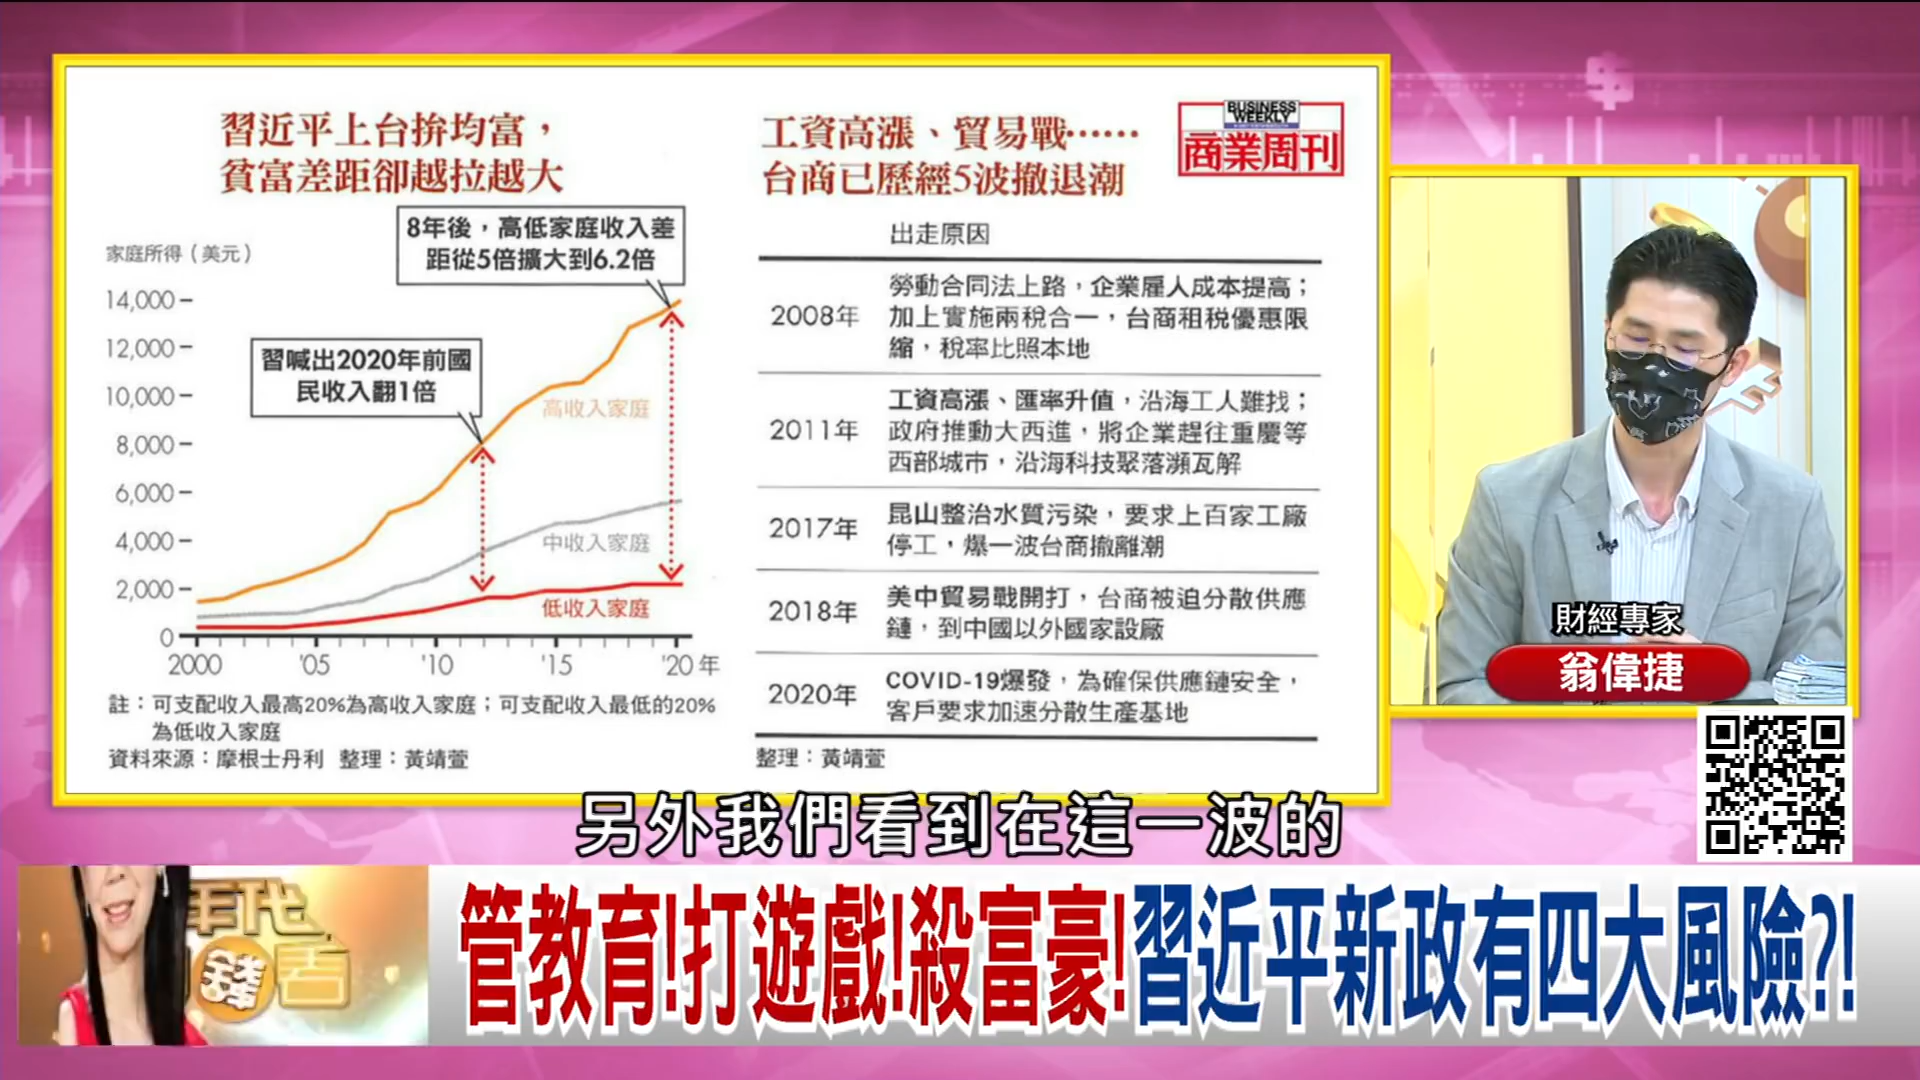 習近平上台拚均富，
貧富差距卻越拉越大
家庭所得（美元）
8年後，高低家庭收入差
距從5倍擴大到6.2倍
習喊出2020年前國
民收入翻1倍
14,000
12,000
10,000
8,000
6,000
4,000
2,000
0
高收入家庭
中收入家庭
低收入家庭
2000 '05 '10 '15 '20年
註：可支配收入最高20%為高收入家庭；可支配收入最低的20%
為低收入家庭
資料來源：摩根士丹利 整理：黃靖萱
工資高漲、貿易戰……
台商已歷經5波撤退潮
BUSINESS
WEEKLY
商業周刊
出走原因
2008年
勞動合同法上路，企業雇人成本提高；
加上實施兩稅合一，台商租稅優惠限
縮，稅率比照本地
2011年
工資高漲、匯率升值，沿海工人難找；
政府推動大西進，將企業趕往重慶等
西部城市，沿海科技聚落瀕瓦解
2017年
昆山整治水質污染，要求上百家工廠
停工，爆一波台商撤離潮
2018年
美中貿易戰開打，台商被迫分散供應
鏈，到中國以外國家設廠
2020年
COVID-19爆發，為確保供應鏈安全，
客戶要求加速分散生產基地
整理：黃靖萱
財經專家
翁偉捷
另外我們看到在這一波的
年代
錢看
管教育!打遊戲!殺富豪!習近平新政有四大風險?!